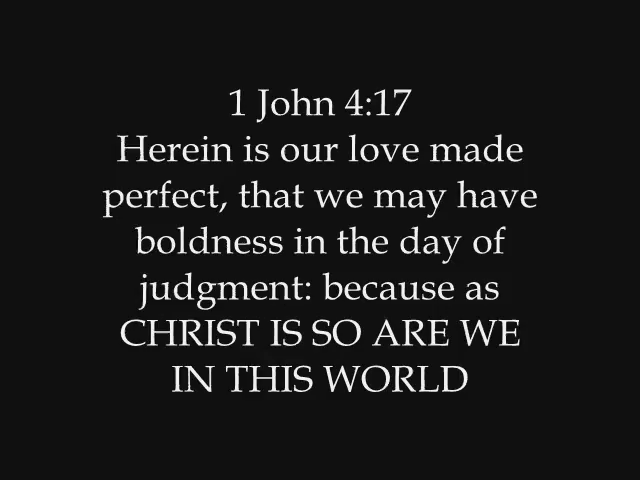 1 John 4:17
Herein is our love made
perfect, that we may have
boldness in the day of
judgment: because as
CHRIST IS SO ARE WE
IN THIS WORLD